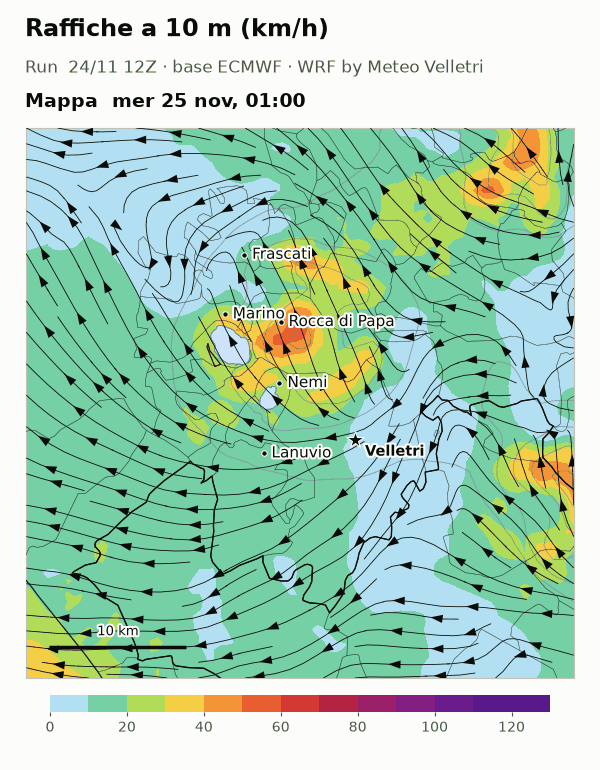 Raffiche a 10 m (km/h)
Run 24/11 12Z · base ECMWF · WRF by Meteo Velletri
Mappa mer 25 nov, 01:00
Frascati
Marino
Rocca di Papa
Nemi
Velletri
Lanuvio
10 km
0 20 40 60 80 100 120